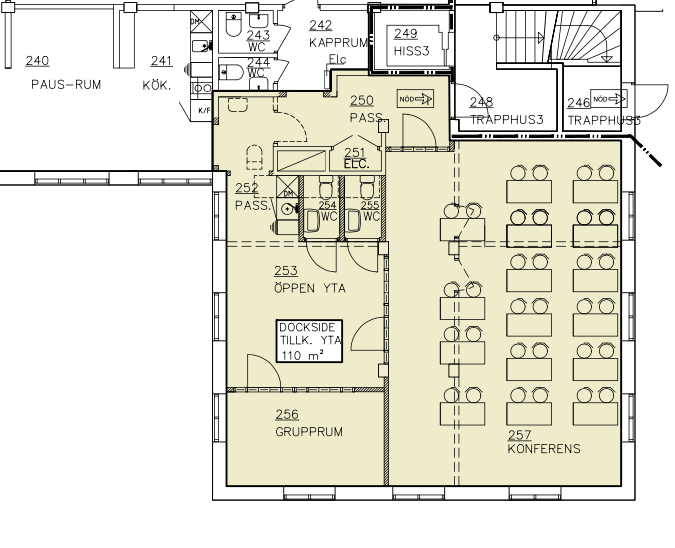 240
PAUS-RUM
241
KÖK.
DM
K/F
243
WC
244
WC
242
KAPPRUM
Elc
249
HISS3
250
PASS.
NÖD
248
TRAPPHUS3
246
NÖD
TRAPPHUS3
251
ELC.
252
PASS.
DM
254
WC
255
WC
253
ÖPPEN YTA
DOCKSIDE
TILLK. YTA
110 m²
256
GRUPPRUM
257
KONFERENS